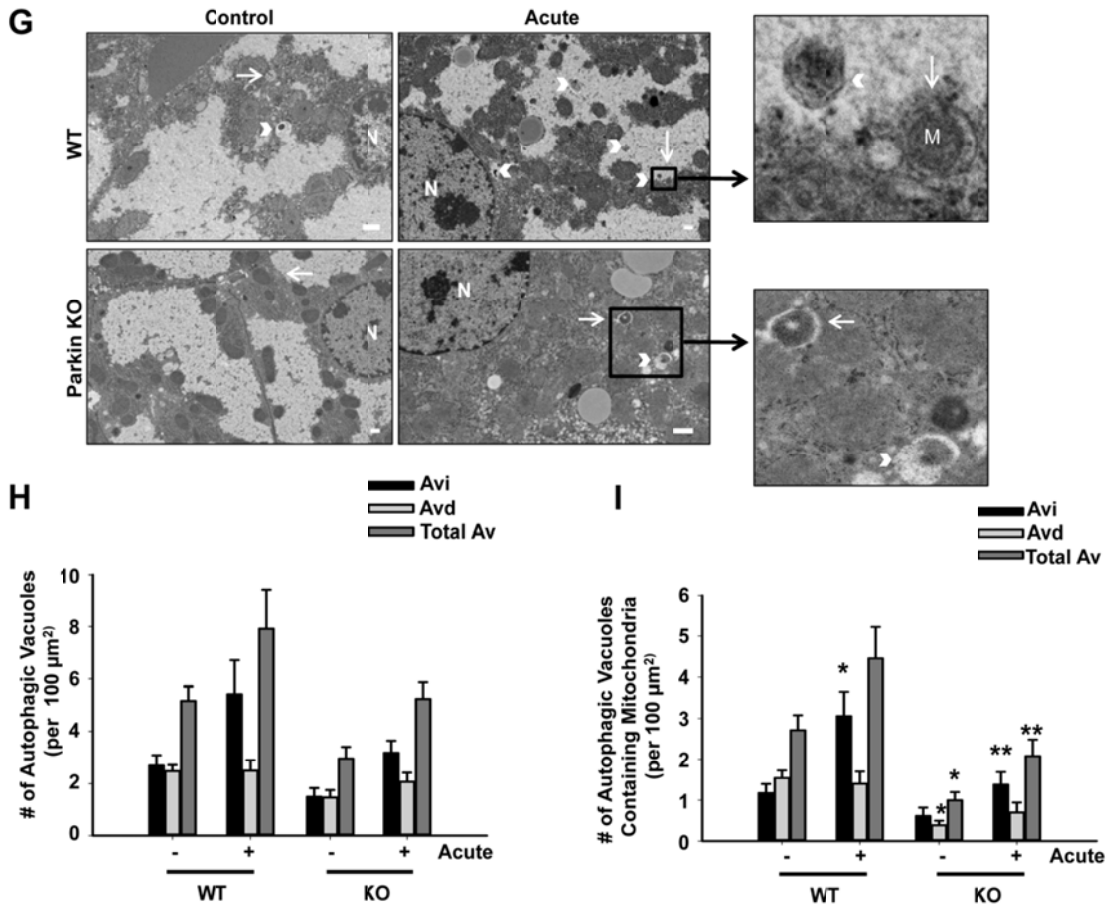 G
Control
Acute
WT
N
N
M
Parkin KO
N
N
H
Avi
Avd
Total Av
# of Autophagic Vacuoles
(per 100 µm²)
10
8
6
4
2
0
-
+
-
+
Acute
WT
KO
I
Avi
Avd
Total Av
# of Autophagic Vacuoles
Containing Mitochondria
(per 100 µm²)
6
5
4
3
2
1
0
*
*
*
**
**
-
+
-
+
Acute
WT
KO